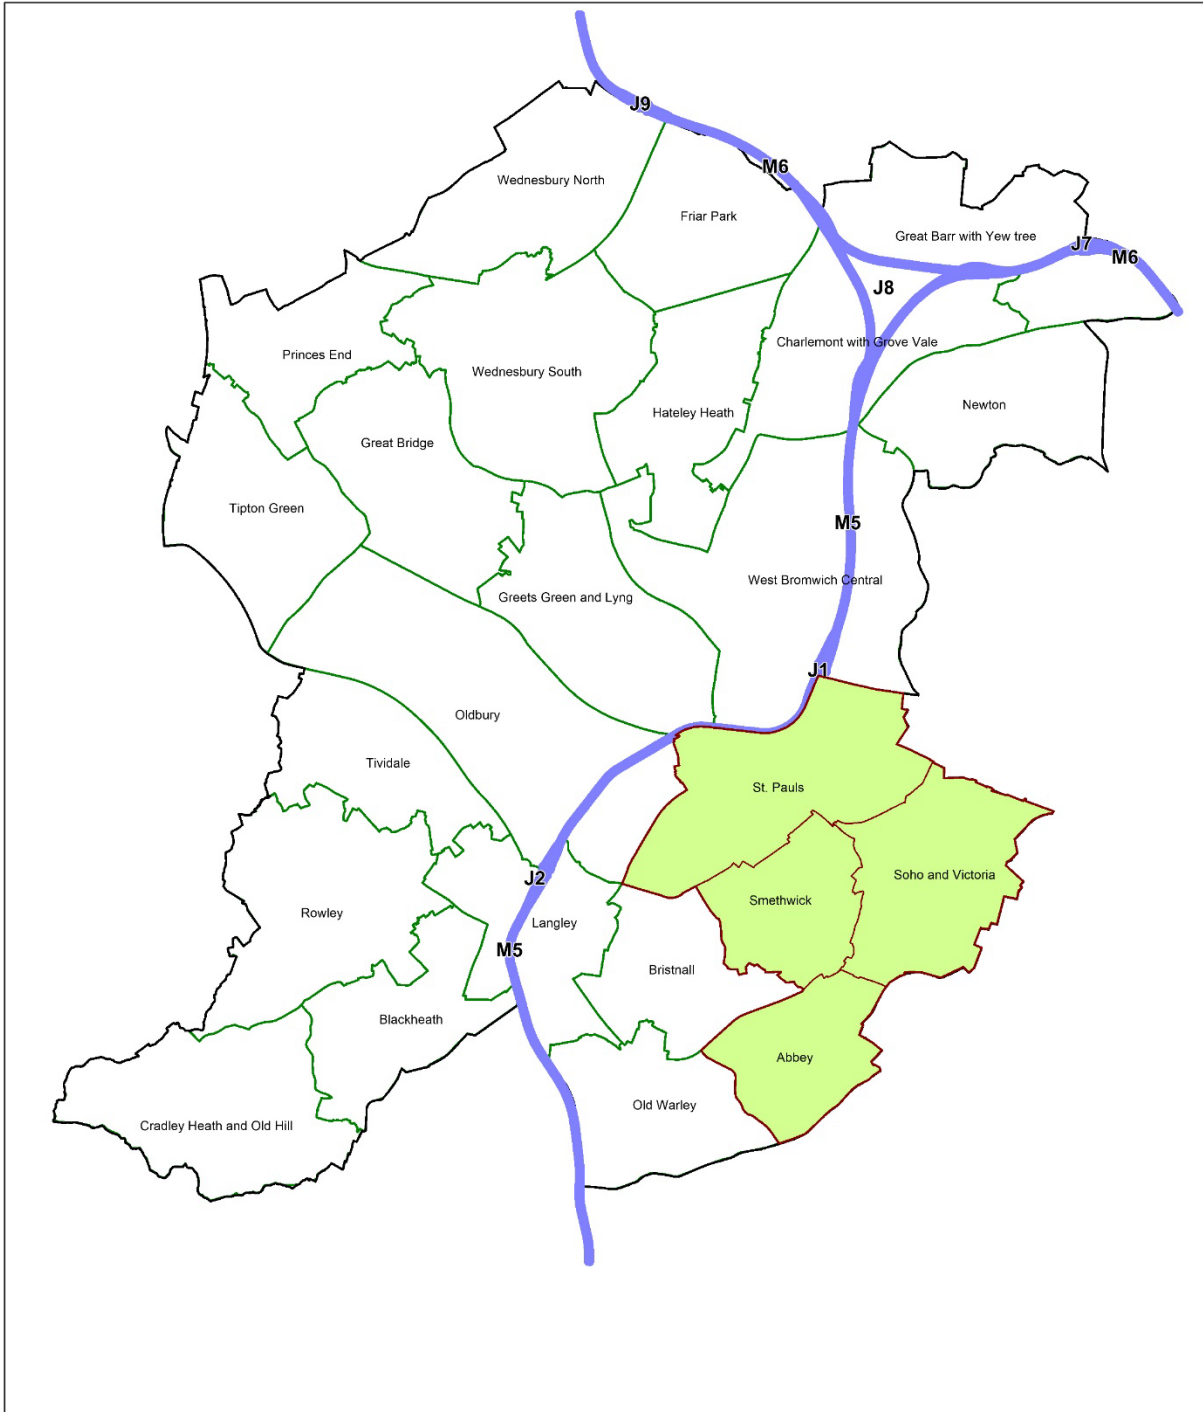 J9
M6
Wednesbury North
Friar Park
Great Barr with Yew tree
J7
M6
J8
Charlemont with Grove Vale
Princes End
Wednesbury South
Newton
Hateley Heath
Great Bridge
Tipton Green
M5
West Bromwich Central
Greets Green and Lyng
J1
Oldbury
Tividale
St. Pauls
J2
Soho and Victoria
Smethwick
Rowley
Langley
M5
Bristnall
Blackheath
Abbey
Old Warley
Cradley Heath and Old Hill